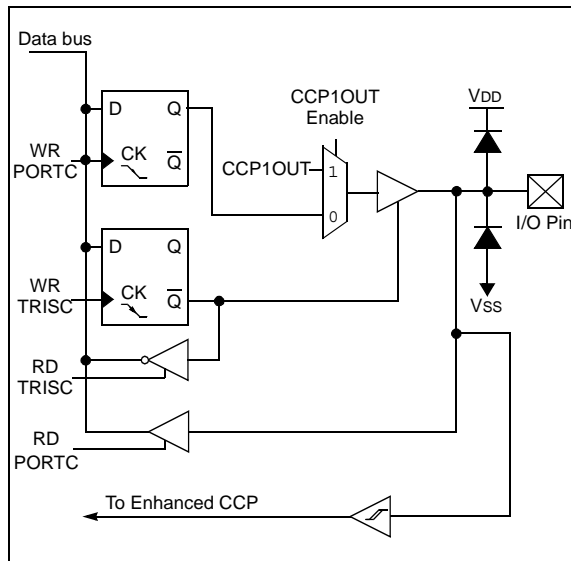 Data bus
D
Q
CK
Q
WR
PORTC
CCP1OUT
Enable
CCP1OUT
1
0
VDD
I/O Pin
VSS
D
Q
CK
Q
WR
TRISC
RD
TRISC
RD
PORTC
To Enhanced CCP